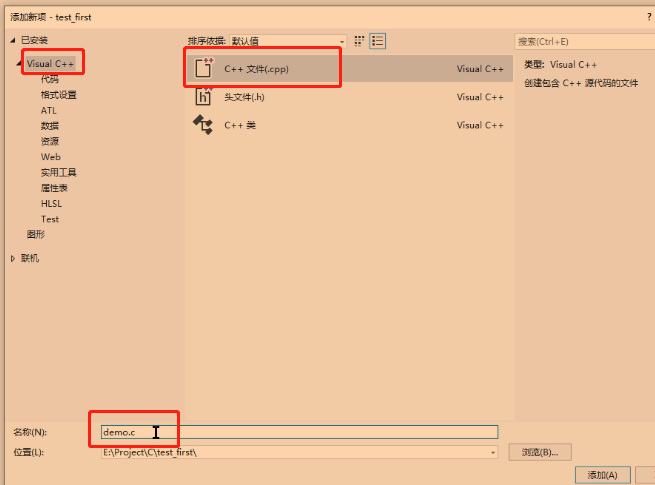 添加新项 - test_first
?
已安装
Visual C++
代码
格式设置
ATL
数据
资源
Web
实用工具
属性表
HLSL
Test
图形
联机
排序依据: 默认值
C++ 文件(.cpp) Visual C++
头文件(.h) Visual C++
C++ 类 Visual C++
搜索(Ctrl+E)
类型: Visual C++
创建包含 C++ 源代码的文件
名称(N): demo.c
位置(L): E:\Project\C\test_first\
浏览(B)...
添加(A)